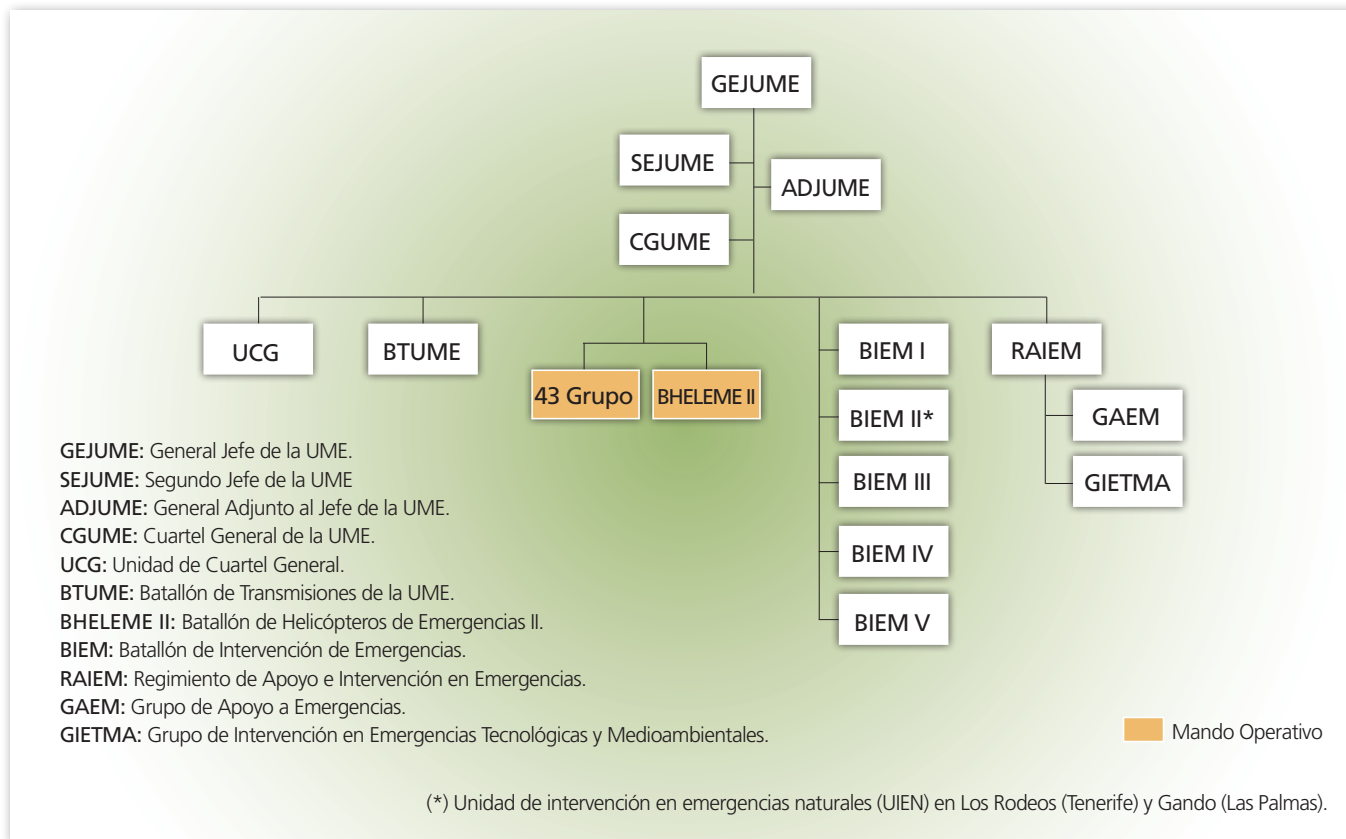 GEJUME
SEJUME
ADJUME
CGUME
UCG
BTUME
43 Grupo
BHELEME II
BIEM I
BIEM II*
BIEM III
BIEM IV
BIEM V
RAIEM
GAEM
GIETMA
GEJUME: General Jefe de la UME.
SEJUME: Segundo Jefe de la UME
ADJUME: General Adjunto al Jefe de la UME.
CGUME: Cuartel General de la UME.
UCG: Unidad de Cuartel General.
BTUME: Batallón de Transmisiones de la UME.
BHELEME II: Batallón de Helicópteros de Emergencias II.
BIEM: Batallón de Intervención de Emergencias.
RAIEM: Regimiento de Apoyo e Intervención en Emergencias.
GAEM: Grupo de Apoyo a Emergencias.
GIETMA: Grupo de Intervención en Emergencias Tecnológicas y Medioambientales.
Mando Operativo
(*) Unidad de intervención en emergencias naturales (UIEN) en Los Rodeos (Tenerife) y Gando (Las Palmas).